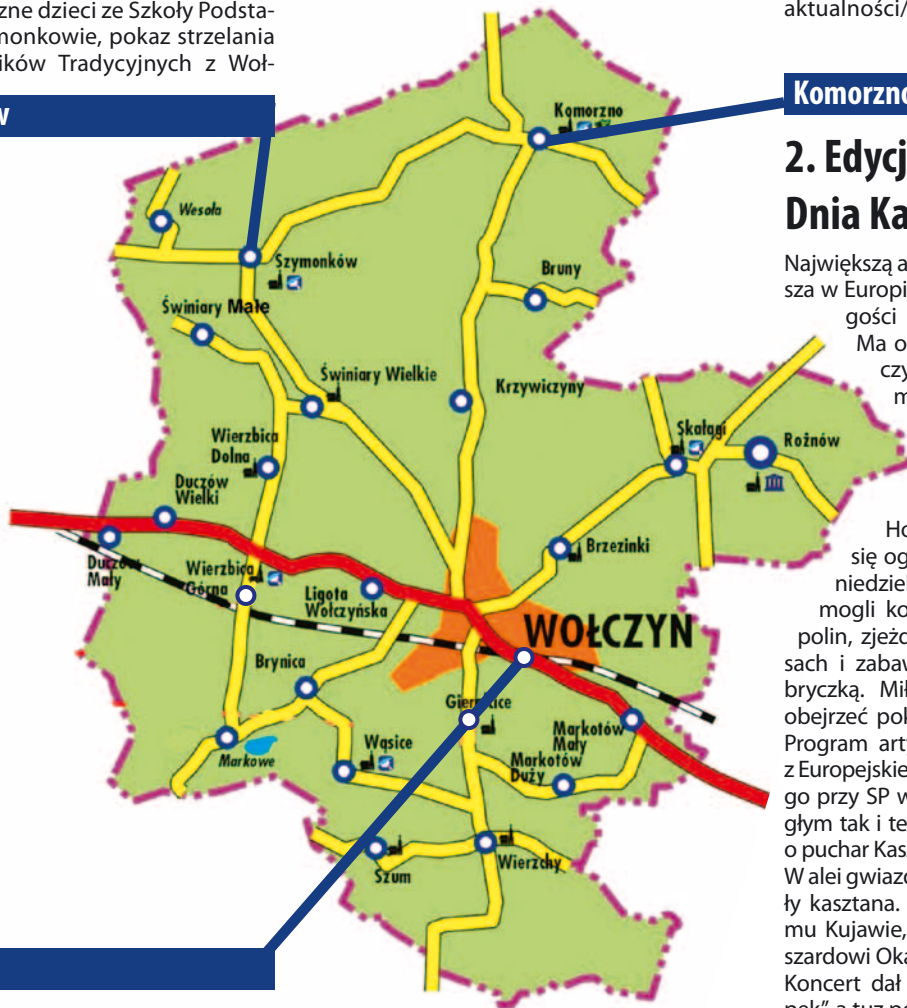 zne dzieci ze Szkoły Podsta-
monkowie, pokaz strzelania
ików Tradycyjnych z Woł-
Komorzno
Wesoła
Szymonków
Bruny
Świniary Małe
Świniary Wielkie
Krzywiczyny
Skałągi
Rożnów
Wierzbica
Dolna
Duczów
Wielki
Brzezinki
Duczów
Mały
Wierzbica
Górna
Ligota
Wołczyńska
WOŁCZYN
Brynica
Gierałcice
Markotów
Mały
Wąsice
Markotów
Duży
Markowe
Szum
Wierzchy
aktualności/
Komorzno
2. Edycj
Dnia Ka
Największą a
sza w Europi
gości
Ma o
czy
m
Ho
się og
niedziel
mogli ko
polin, zjeżd
sach i zabaw
bryczką. Mił
obejrzeć pok
Program arty
z Europejskie
go przy SP w
głym tak i te
o puchar Kasz
W alei gwiazd
ły kasztana.
mu Kujawie,
szardowi Oka
Koncert dał